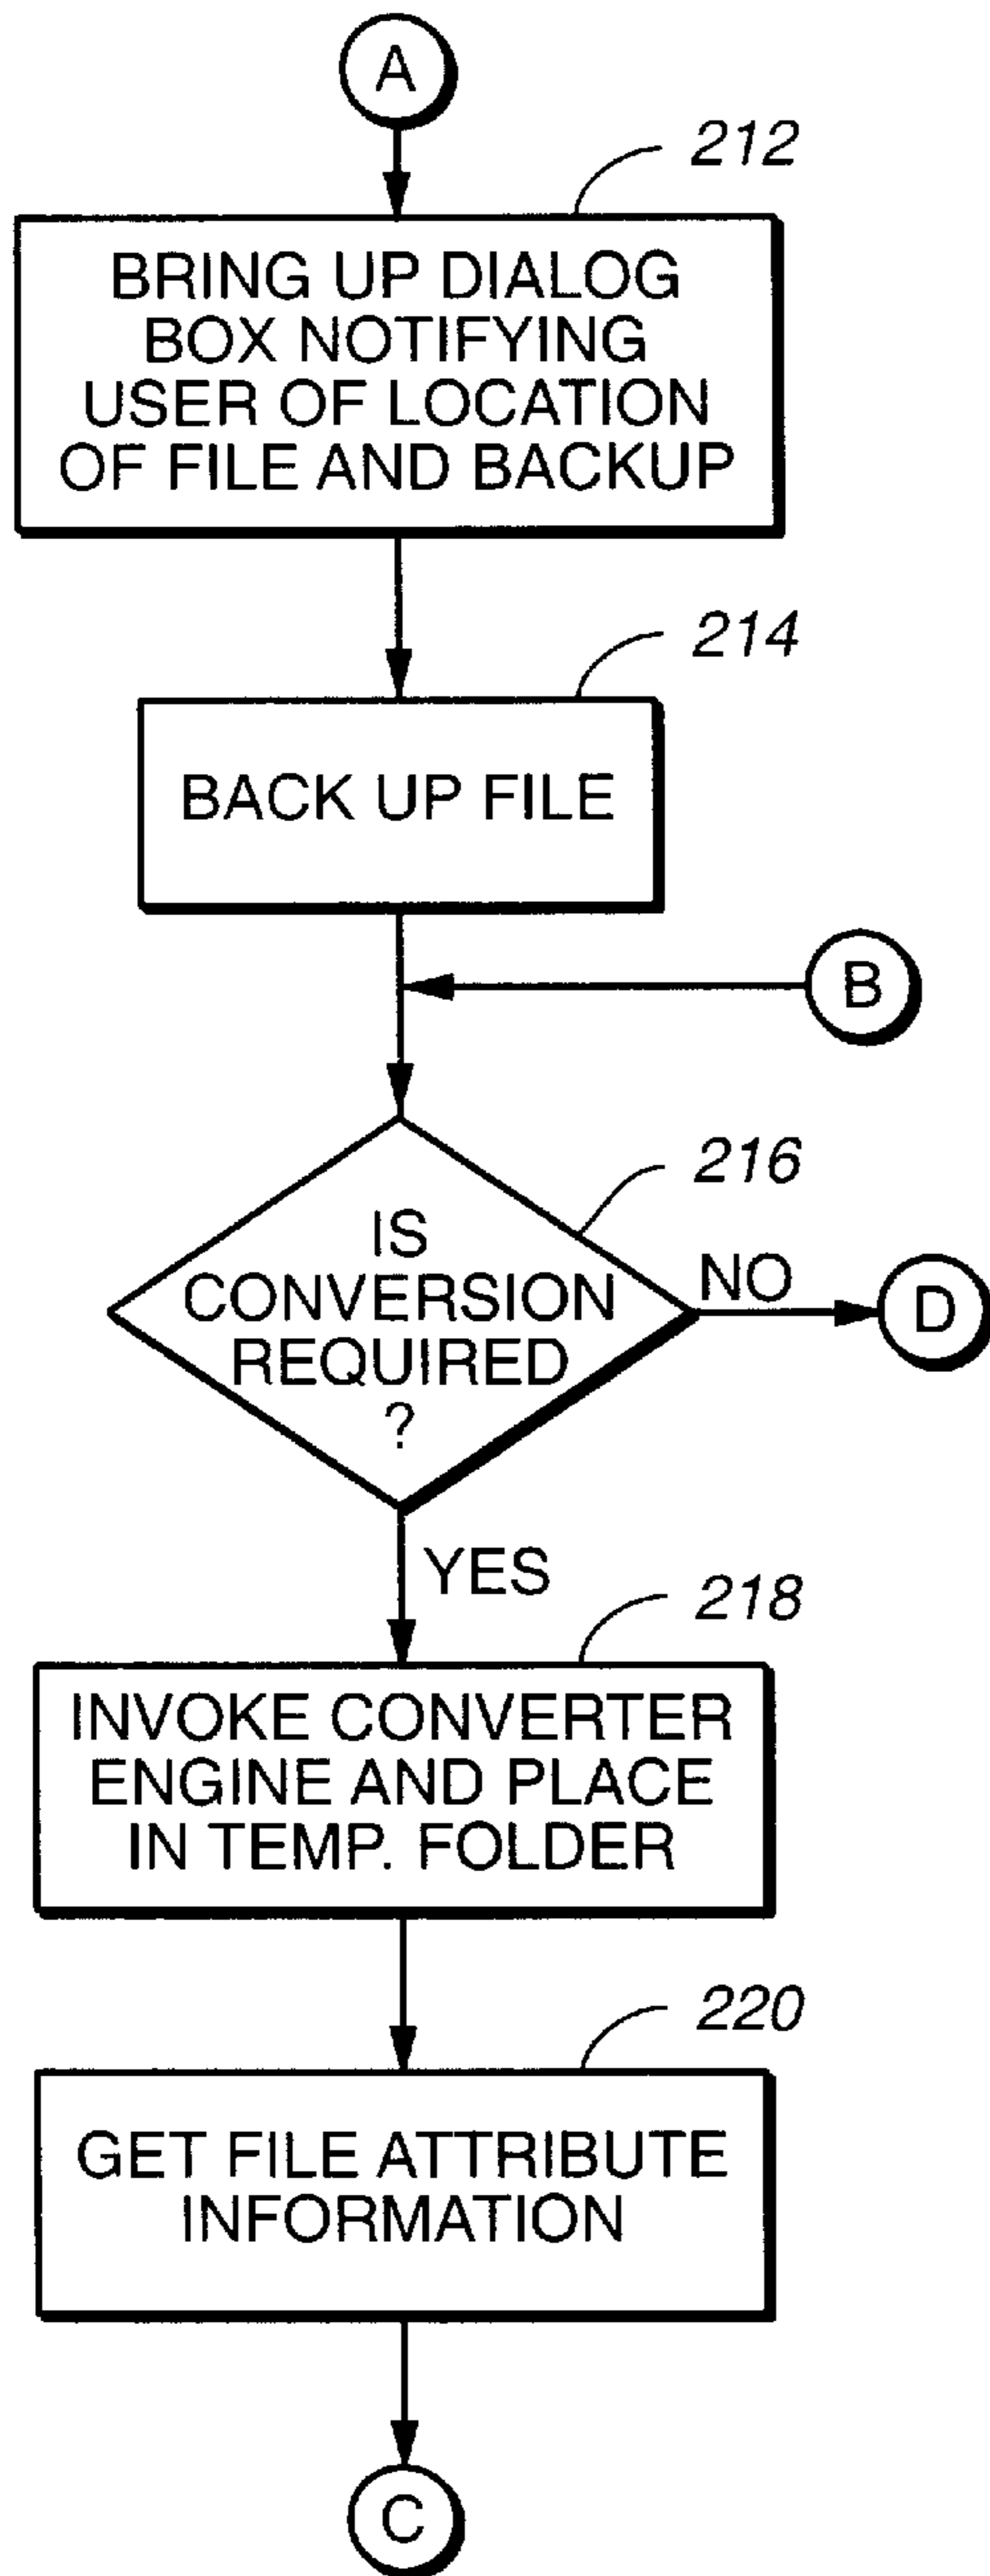 A
212
BRING UP DIALOG
BOX NOTIFYING
USER OF LOCATION
OF FILE AND BACKUP
214
BACK UP FILE
B
216
IS
CONVERSION
REQUIRED
?
NO
D
YES
218
INVOKE CONVERTER
ENGINE AND PLACE
IN TEMP. FOLDER
220
GET FILE ATTRIBUTE
INFORMATION
C